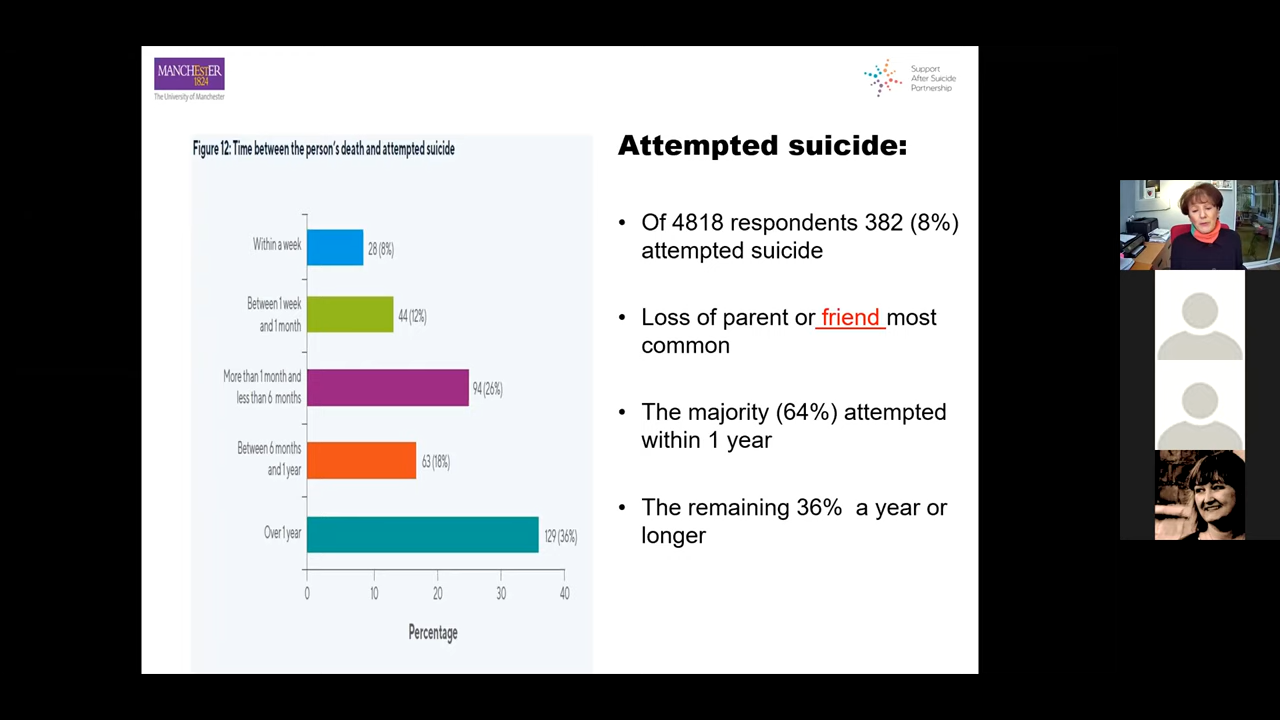 MANCHESTER
1824
The University of Manchester
Support
After Suicide
Partnership
Figure 12: Time between the person's death and attempted suicide
Within a week
28 (8%)
Between 1 week
and 1 month
44 (12%)
More than 1 month and
less than 6 months
94 (26%)
Between 6 months
and 1 year
63 (18%)
Over 1 year
129 (36%)
0 10 20 30 40
Percentage
Attempted suicide:
• Of 4818 respondents 382 (8%)
attempted suicide
• Loss of parent or friend most
common
• The majority (64%) attempted
within 1 year
• The remaining 36% a year or
longer